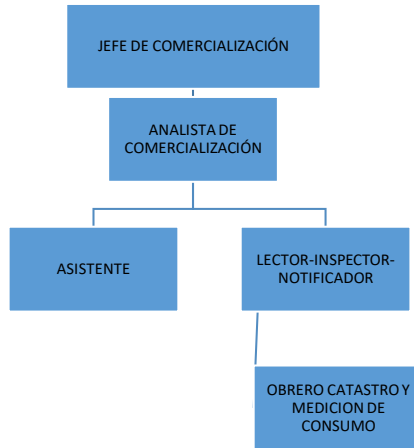 JEFE DE COMERCIALIZACIÓN
ANALISTA DE
COMERCIALIZACIÓN
ASISTENTE
LECTOR-INSPECTOR-
NOTIFICADOR
OBRERO CATASTRO Y
MEDICION DE
CONSUMO